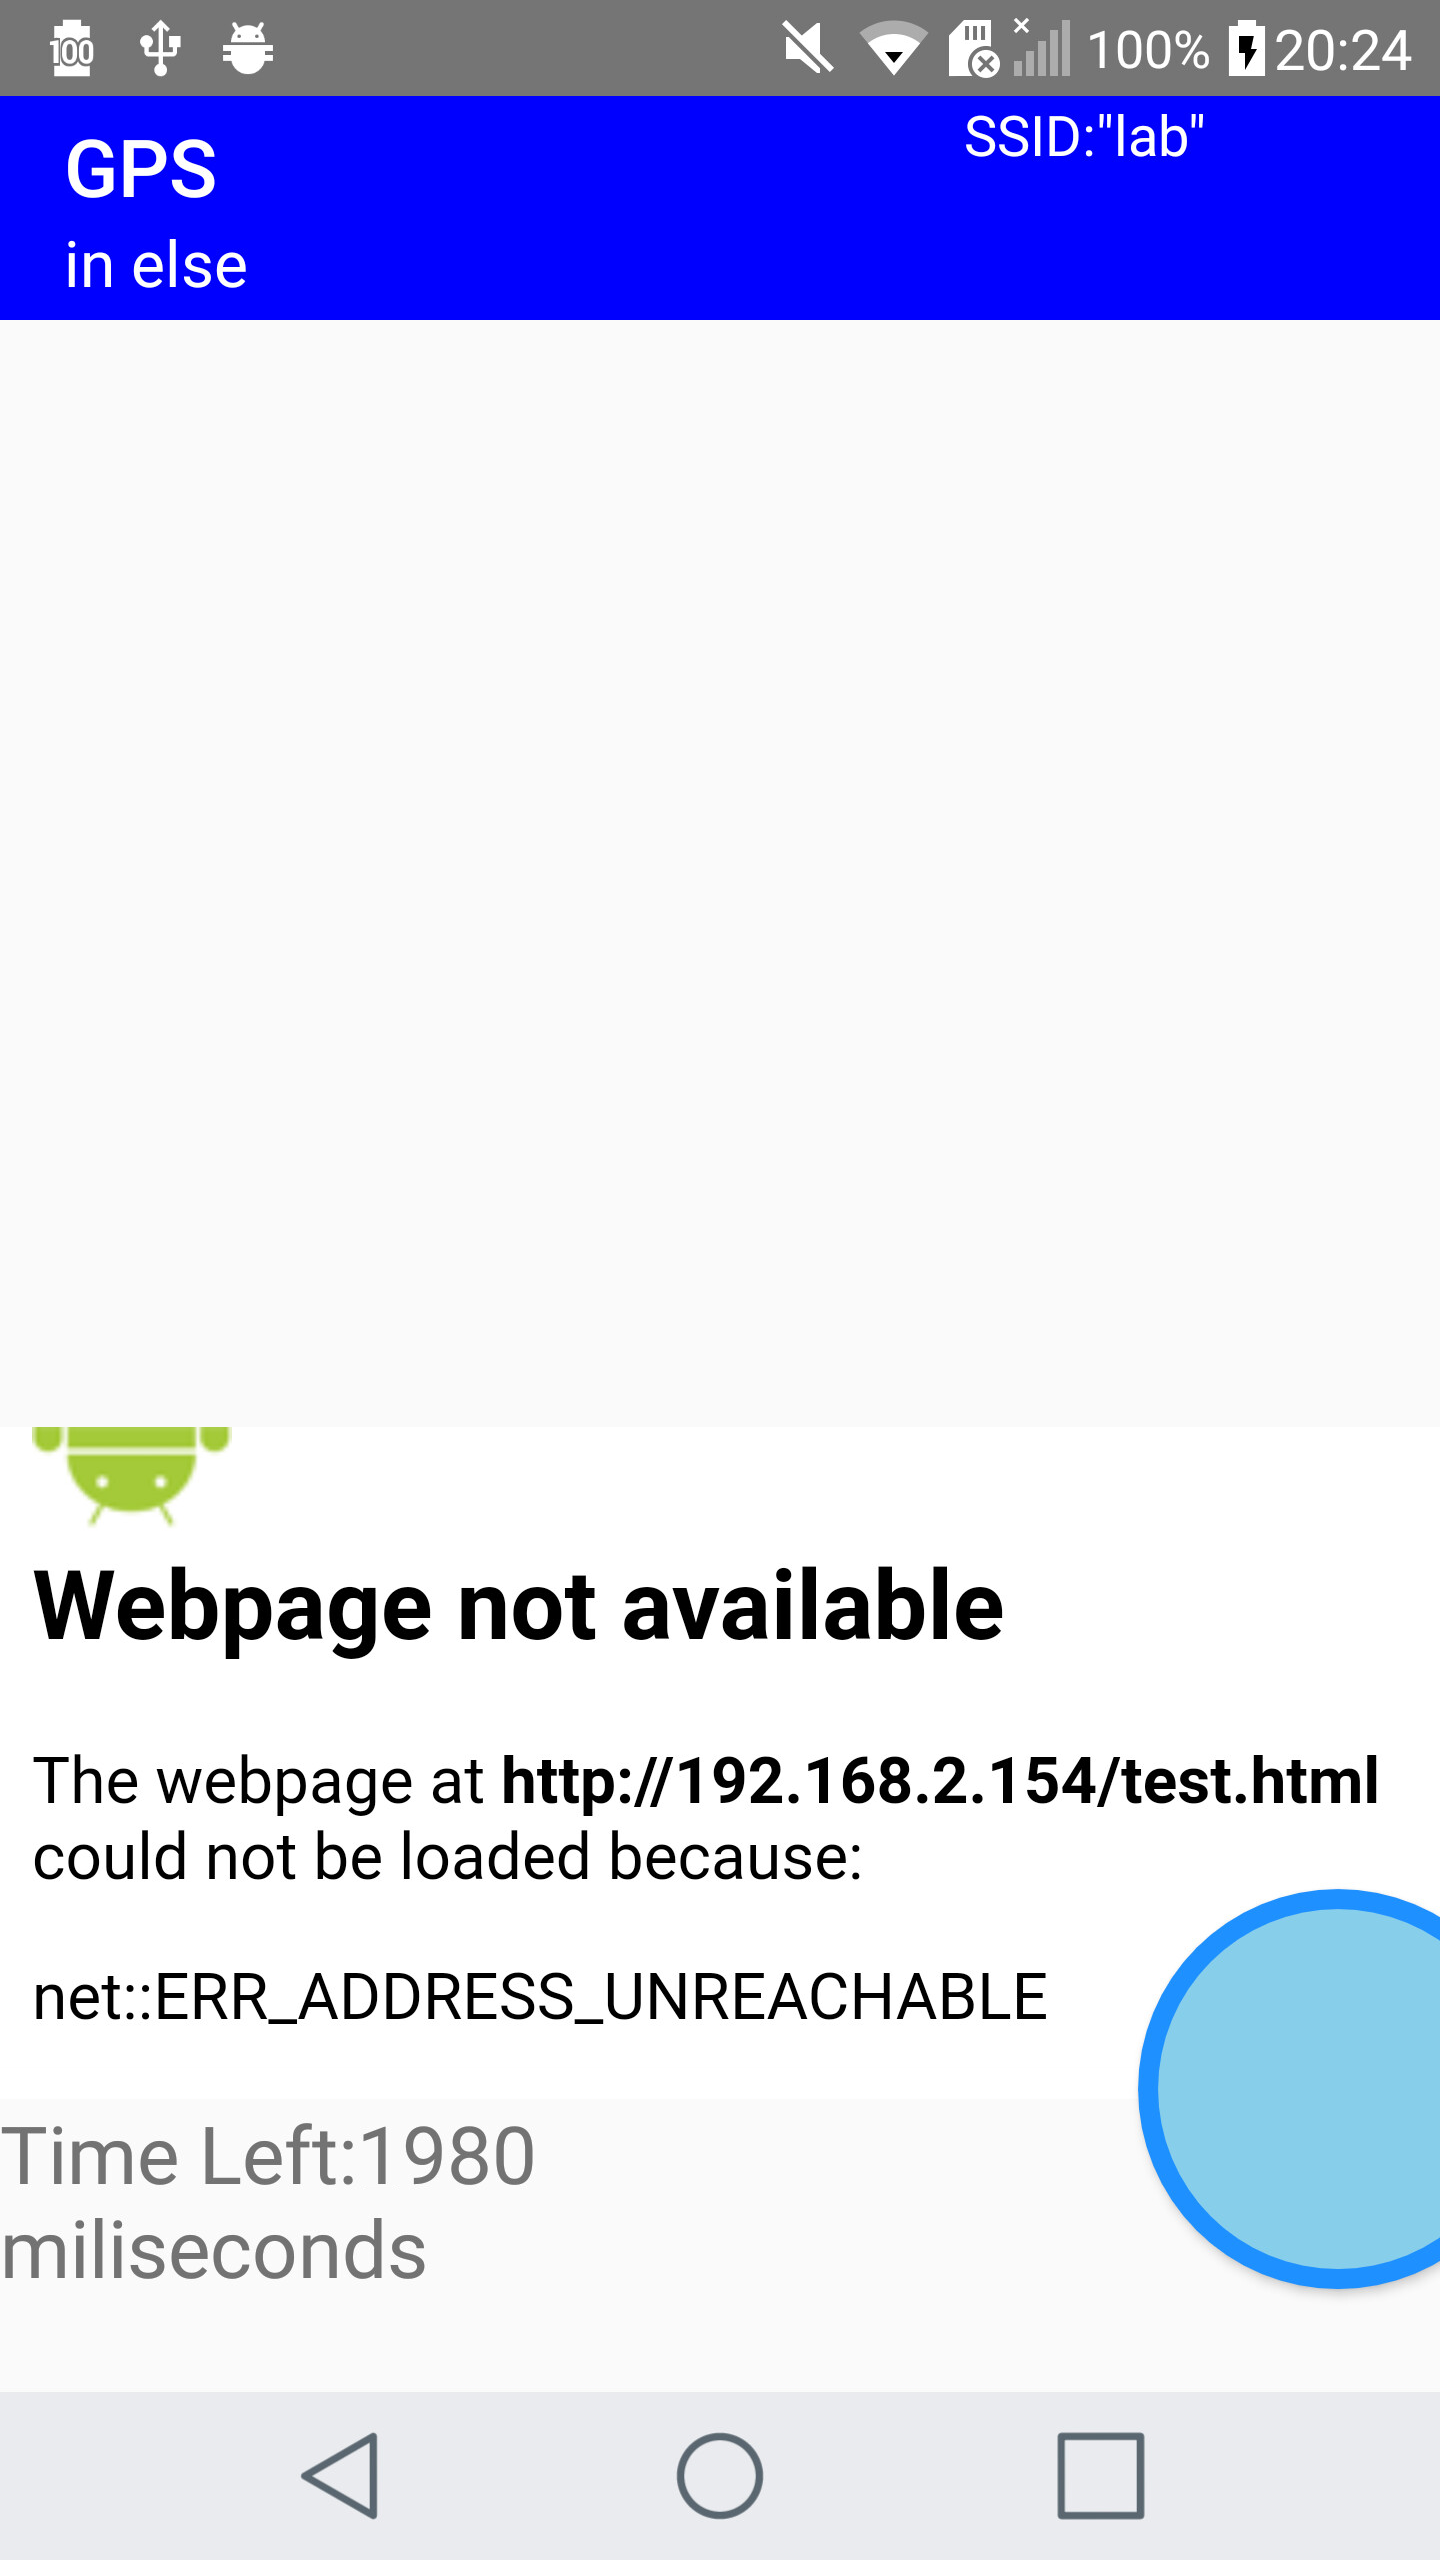 100
100%
20:24
SSID:"lab"
GPS
in else
Webpage not available
The webpage at http://192.168.2.154/test.html
could not be loaded because:
net::ERR_ADDRESS_UNREACHABLE
Time Left:1980
miliseconds